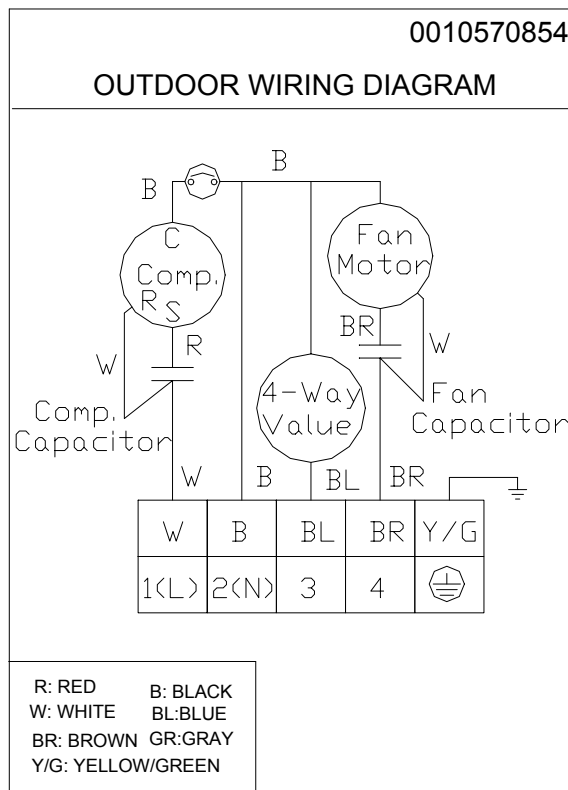 0010570854
OUTDOOR WIRING DIAGRAM
B
B
C
Comp.
R S
Fan
Motor
W
R
BR
W
Comp.
Capacitor
4-Way
Value
Fan
Capacitor
W
B
BL
BR
W B BL BR Y/G
1(L) 2(N) 3 4
R: RED B: BLACK
W: WHITE BL:BLUE
BR: BROWN GR:GRAY
Y/G: YELLOW/GREEN